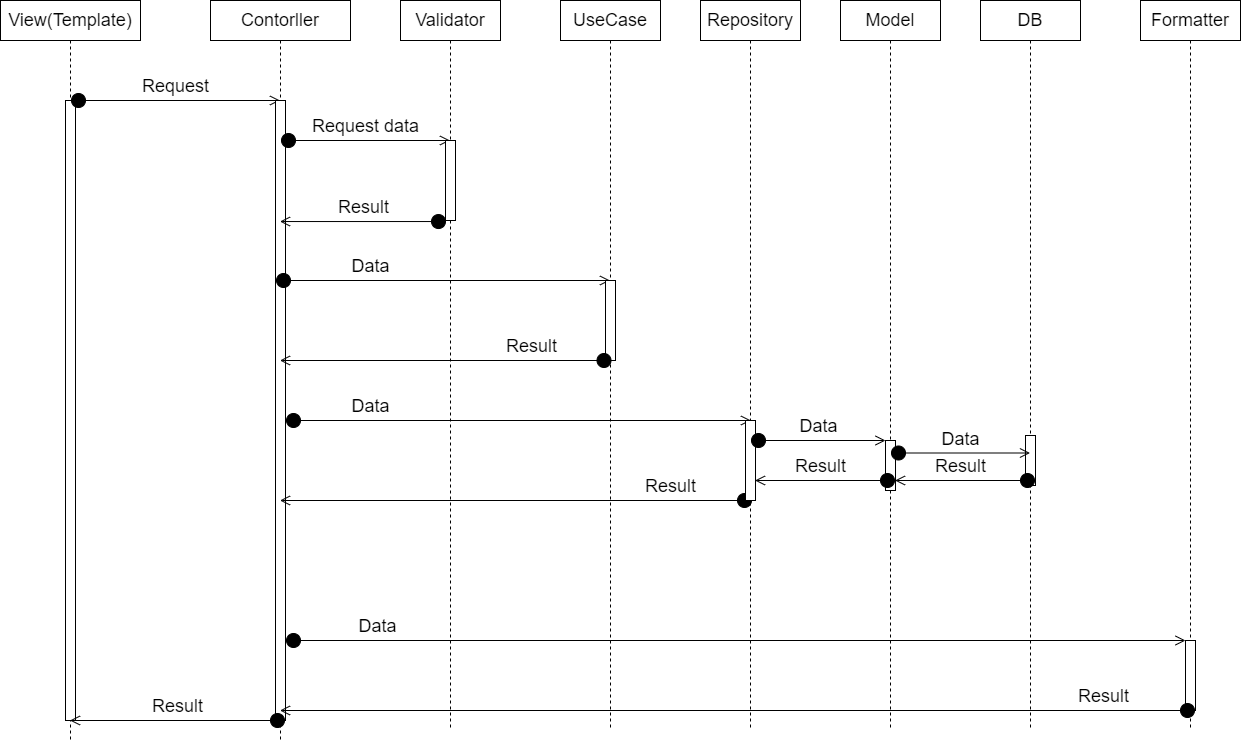 View(Template)
Contorller
Validator
UseCase
Repository
Model
DB
Formatter
Request
Request data
Result
Data
Result
Data
Data
Data
Result
Result
Result
Data
Result
Result